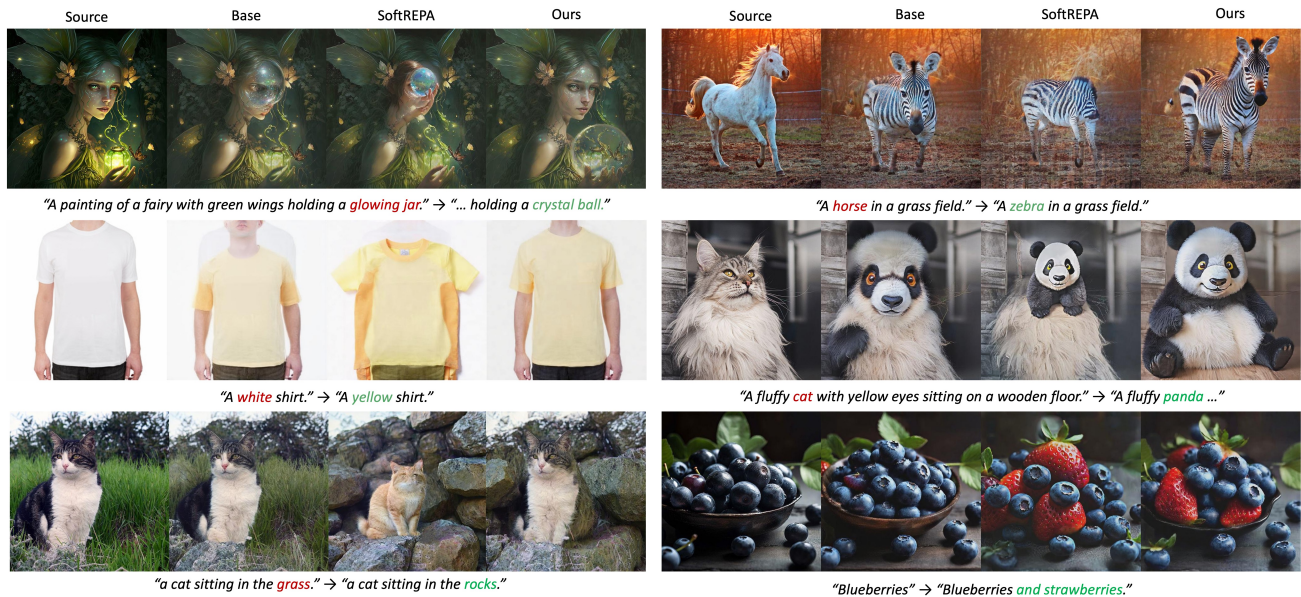 Source Base SoftREPA Ours Source Base SoftREPA Ours
“A painting of a fairy with green wings holding a glowing jar.” → “… holding a crystal ball.”
“A horse in a grass field.” → “A zebra in a grass field.”
“A white shirt.” → “A yellow shirt.”
“A fluffy cat with yellow eyes sitting on a wooden floor.” → “A fluffy panda …”
“a cat sitting in the grass.” → “a cat sitting in the rocks.”
“Blueberries” → “Blueberries and strawberries.”